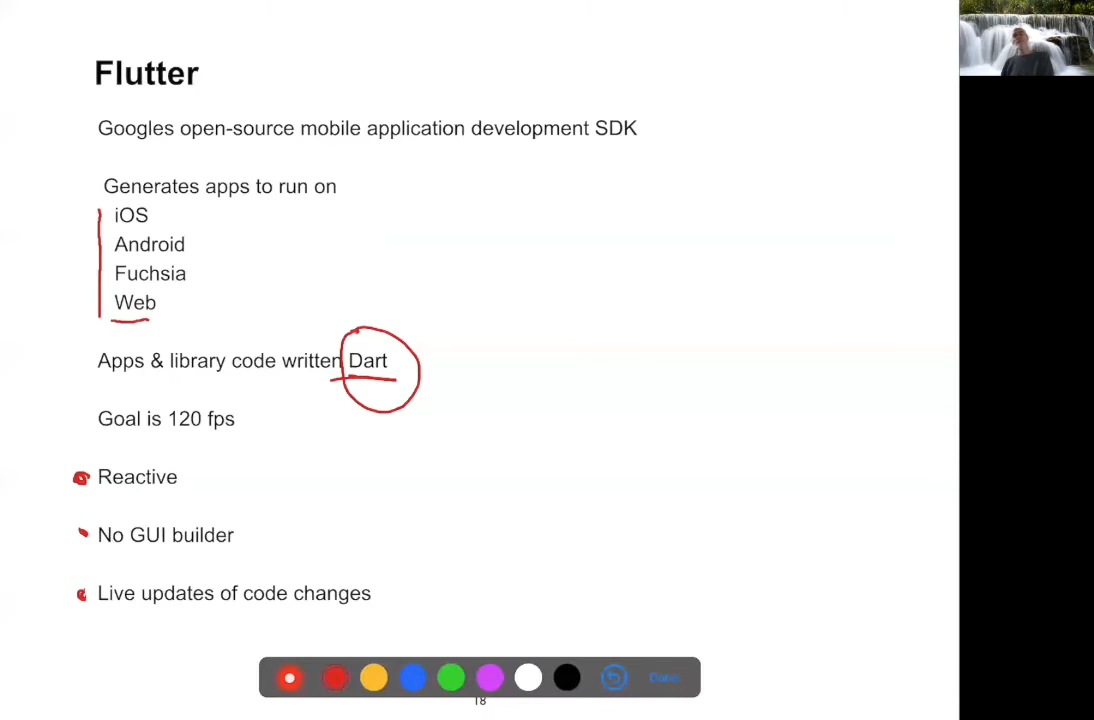 Flutter
Googles open-source mobile application development SDK
Generates apps to run on
iOS
Android
Fuchsia
Web
Apps & library code written Dart
Goal is 120 fps
Reactive
No GUI builder
Live updates of code changes
Done
18